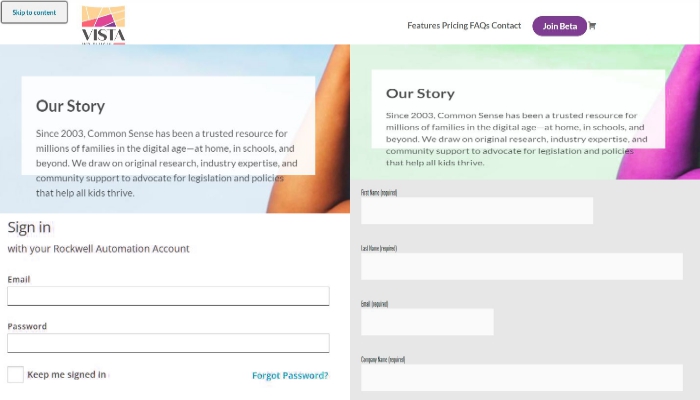 Skip to content
VISTA
Features Pricing FAQs Contact
Join Beta
Our Story
Since 2003, Common Sense has been a trusted resource for
millions of families in the digital age—at home, in schools, and
beyond. We draw on original research, industry expertise, and
community support to advocate for legislation and policies
that help all kids thrive.
Sign in
with your Rockwell Automation Account
Email
Password
Keep me signed in
Forgot Password?
Our Story
Since 2003, Common Sense has been a trusted resource for
millions of families in the digital age—at home, in schools, and
beyond. We draw on original research, industry expertise, and
community support to advocate for legislation and policies
that help all kids thrive.
First Name (required)
Last Name (required)
Email (required)
Company Name (required)